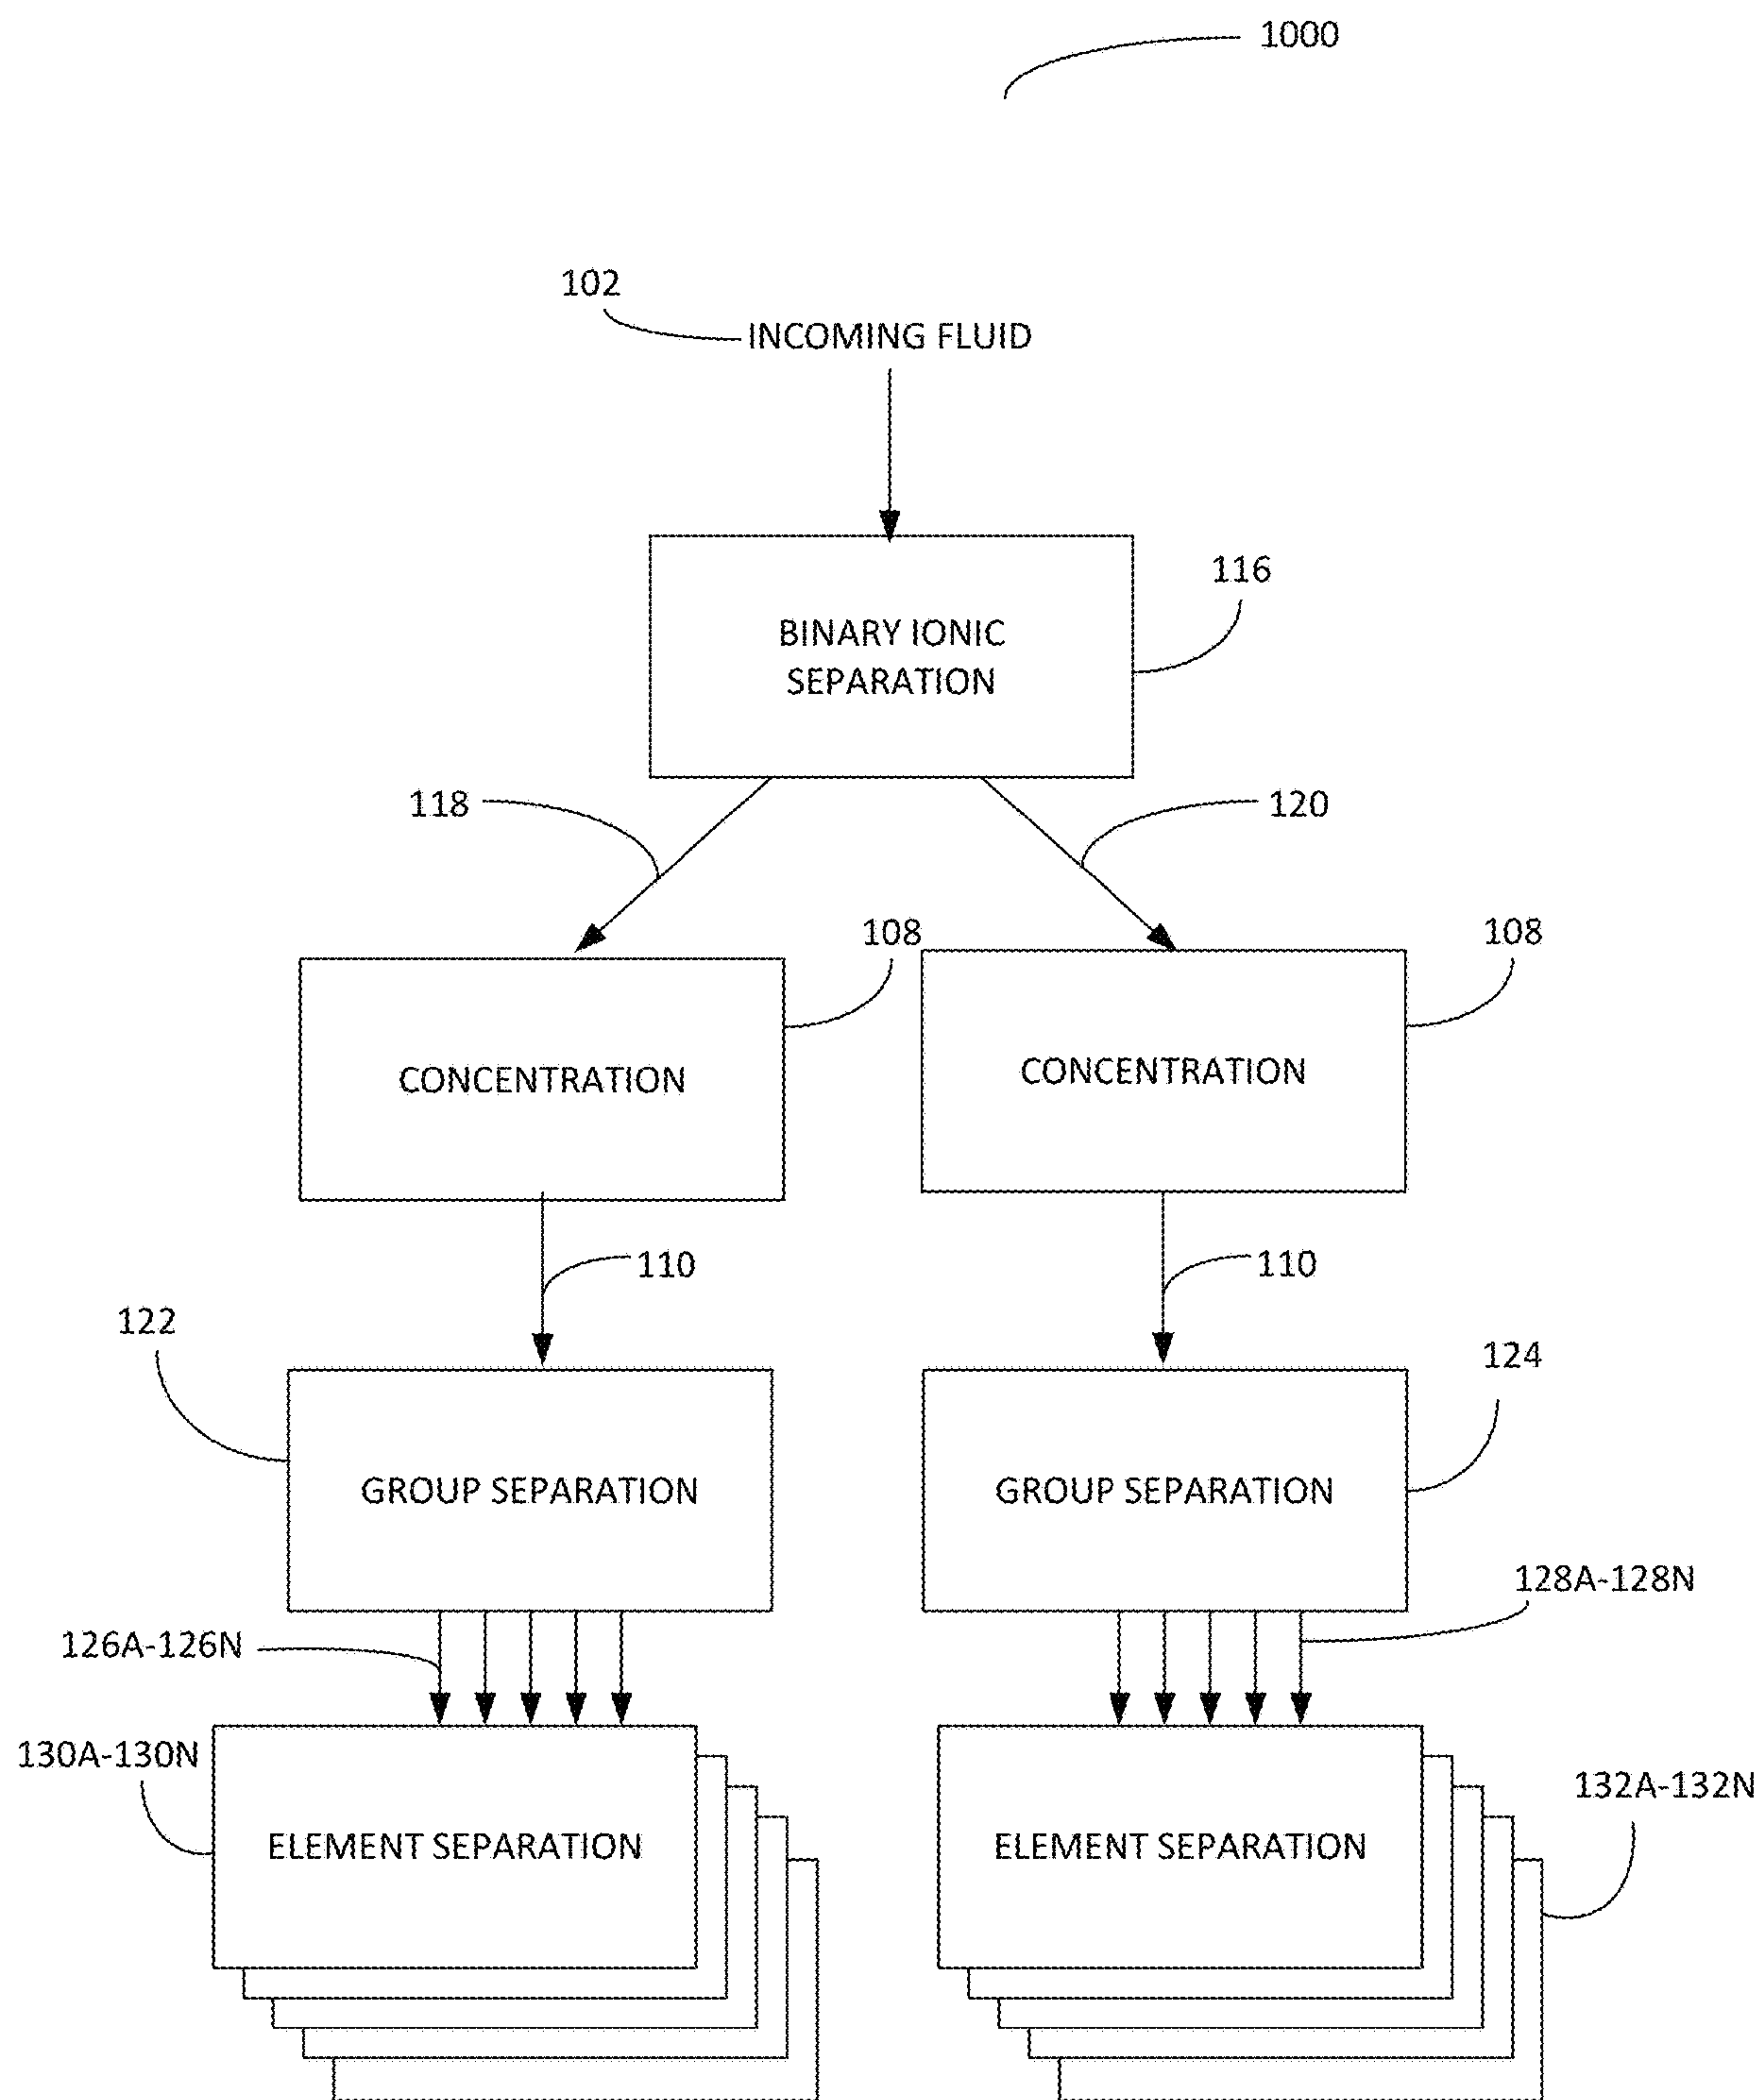 1000
102
INCOMING FLUID
116
BINARY IONIC
SEPARATION
118
120
108
108
CONCENTRATION
CONCENTRATION
110
110
122
124
GROUP SEPARATION
GROUP SEPARATION
128A-128N
126A-126N
130A-130N
132A-132N
ELEMENT SEPARATION
ELEMENT SEPARATION